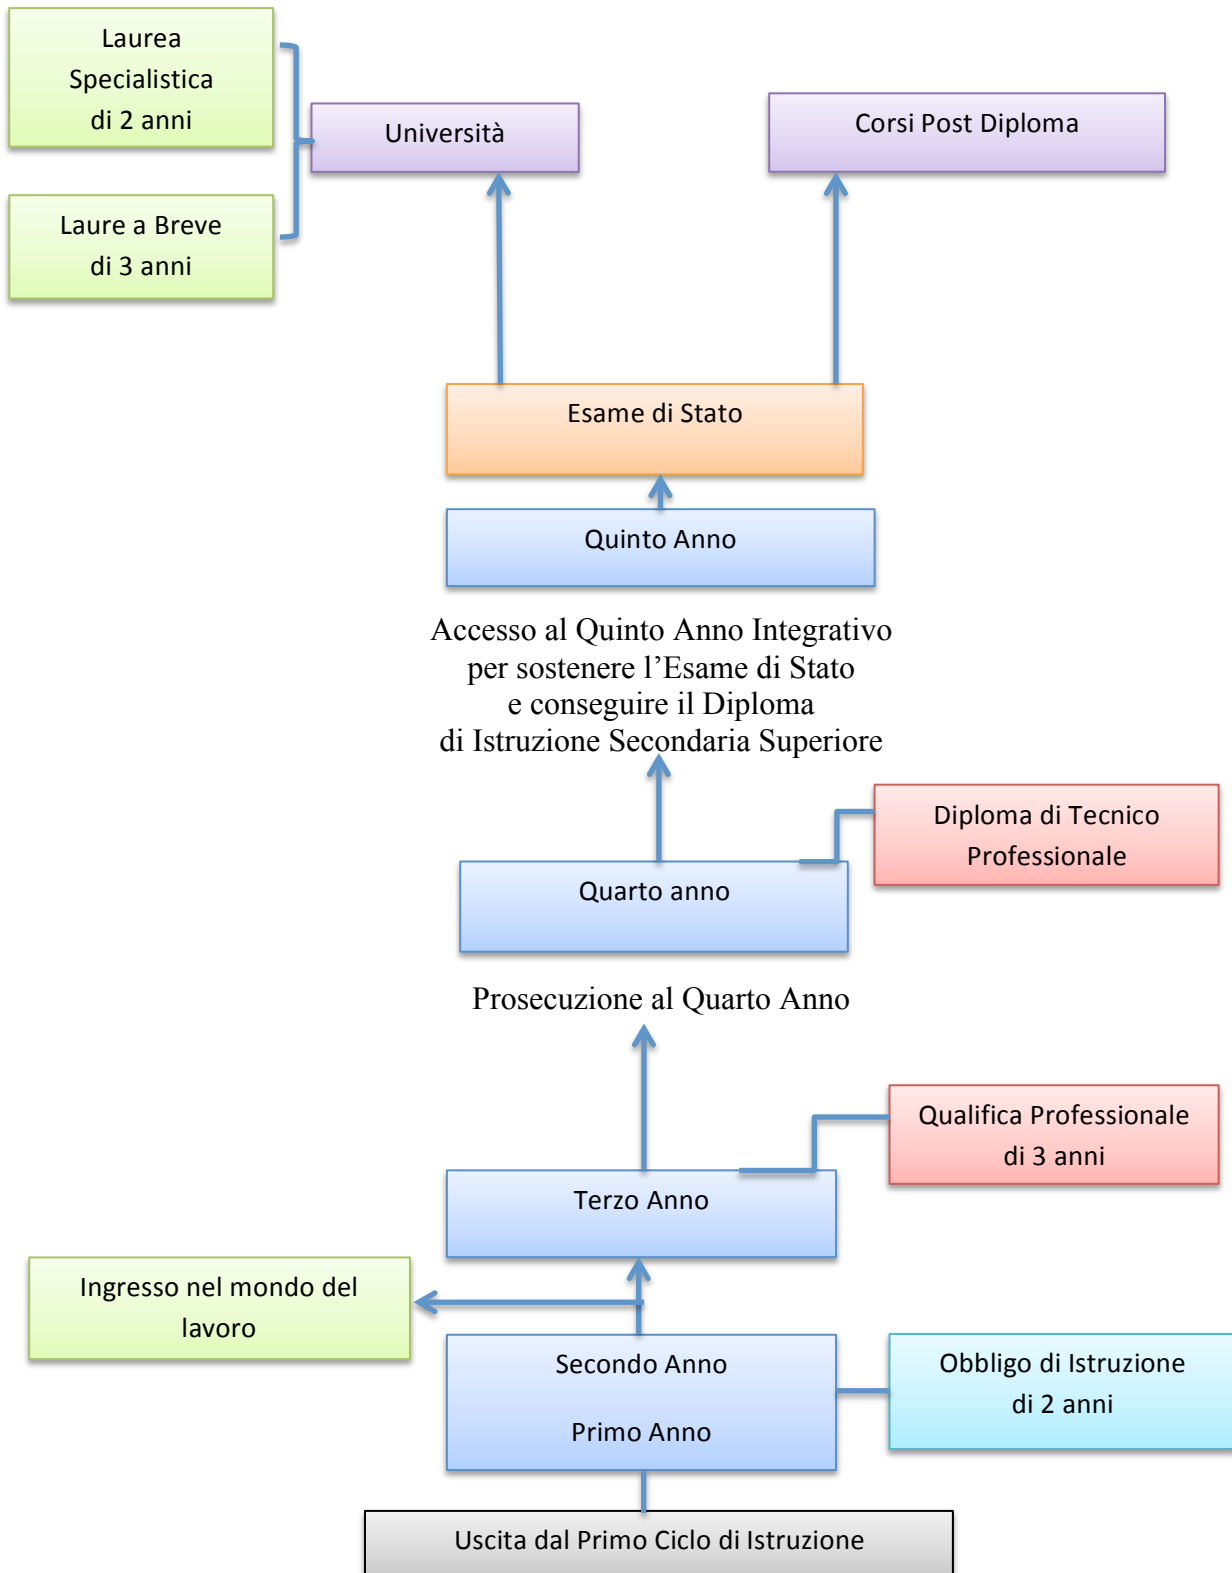 Laurea
Specialistica
di 2 anni
Università
Corsi Post Diploma
Laure a Breve
di 3 anni
Esame di Stato
Quinto Anno
Accesso al Quinto Anno Integrativo
per sostenere l’Esame di Stato
e conseguire il Diploma
di Istruzione Secondaria Superiore
Diploma di Tecnico
Professionale
Quarto anno
Prosecuzione al Quarto Anno
Qualifica Professionale
di 3 anni
Terzo Anno
Ingresso nel mondo del
lavoro
Secondo Anno
Primo Anno
Obbligo di Istruzione
di 2 anni
Uscita dal Primo Ciclo di Istruzione